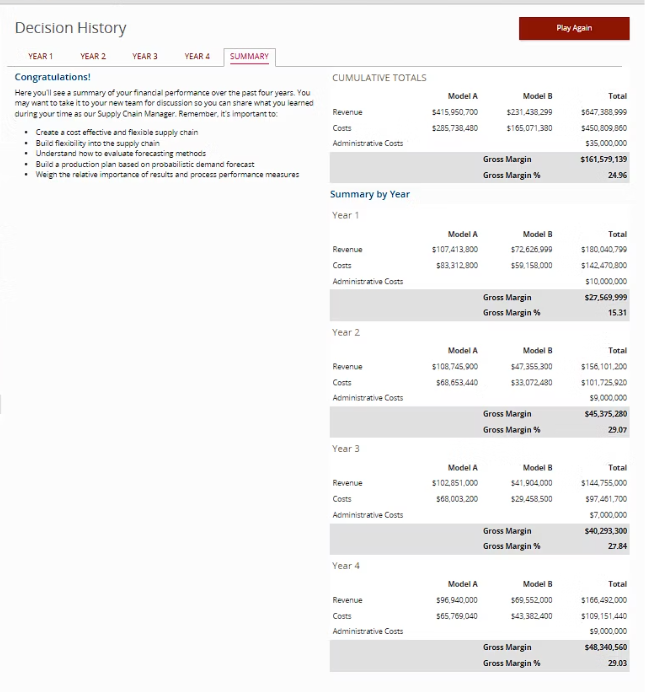 Decision History
Play Again
YEAR 1 YEAR 2 YEAR 3 YEAR 4 SUMMARY
Congratulations!
Here you'll see a summary of your financial performance over the past four years. You
may want to take it to your new team for discussion so you can share what you learned
during your time as our Supply Chain Manager. Remember, it's important to:
• Create a cost effective and flexible supply chain
• Build flexibility into the supply chain
• Understand how to evaluate forecasting methods
• Build a production plan based on probabilistic demand forecast
• Weigh the relative importance of results and process performance measures
CUMULATIVE TOTALS
Model A Model B Total
Revenue $415,950,700 $231,438,299 $647,388,999
Costs $285,738,480 $165,071,380 $450,809,860
Administrative Costs $35,000,000
Gross Margin $161,579,139
Gross Margin % 24.96
Summary by Year
Year 1
Model A Model B Total
Revenue $107,413,800 $72,626,999 $180,040,799
Costs $83,312,800 $59,158,000 $142,470,800
Administrative Costs $10,000,000
Gross Margin $27,569,999
Gross Margin % 15.31
Year 2
Model A Model B Total
Revenue $108,745,900 $47,355,300 $156,101,200
Costs $68,653,440 $33,072,480 $101,725,920
Administrative Costs $9,000,000
Gross Margin $45,375,280
Gross Margin % 29.07
Year 3
Model A Model B Total
Revenue $102,851,000 $41,904,000 $144,755,000
Costs $68,003,200 $29,458,500 $97,461,700
Administrative Costs $7,000,000
Gross Margin $40,293,300
Gross Margin % 27.84
Year 4
Model A Model B Total
Revenue $96,940,000 $69,552,000 $166,492,000
Costs $65,769,040 $43,382,400 $109,151,440
Administrative Costs $9,000,000
Gross Margin $48,340,560
Gross Margin % 29.03